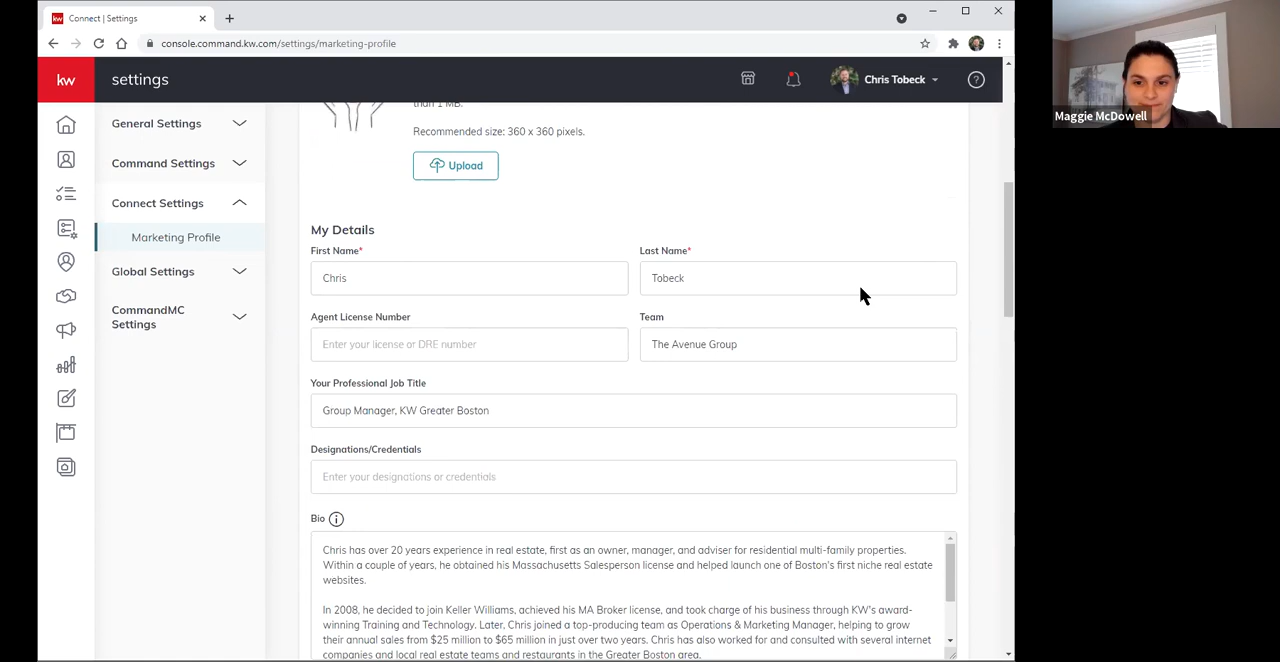 kw Connect | Settings
console.command.kw.com/settings/marketing-profile
kw settings Chris Tobeck
Maggie McDowell
than 1 MB.
Recommended size: 360 x 360 pixels.
Upload
General Settings
Command Settings
Connect Settings
Marketing Profile
Global Settings
CommandMC
Settings
My Details
First Name* Last Name*
Chris Tobeck
Agent License Number Team
Enter your license or DRE number The Avenue Group
Your Professional Job Title
Group Manager, KW Greater Boston
Designations/Credentials
Enter your designations or credentials
Bio
Chris has over 20 years experience in real estate, first as an owner, manager, and adviser for residential multi-family properties.
Within a couple of years, he obtained his Massachusetts Salesperson license and helped launch one of Boston's first niche real estate
websites.
In 2008, he decided to join Keller Williams, achieved his MA Broker license, and took charge of his business through KW's award-
winning Training and Technology. Later, Chris joined a top-producing team as Operations & Marketing Manager, helping to grow
their annual sales from $25 million to $65 million in just over two years. Chris has also worked for and consulted with several internet
companies and local real estate teams and restaurants in the Greater Boston area.